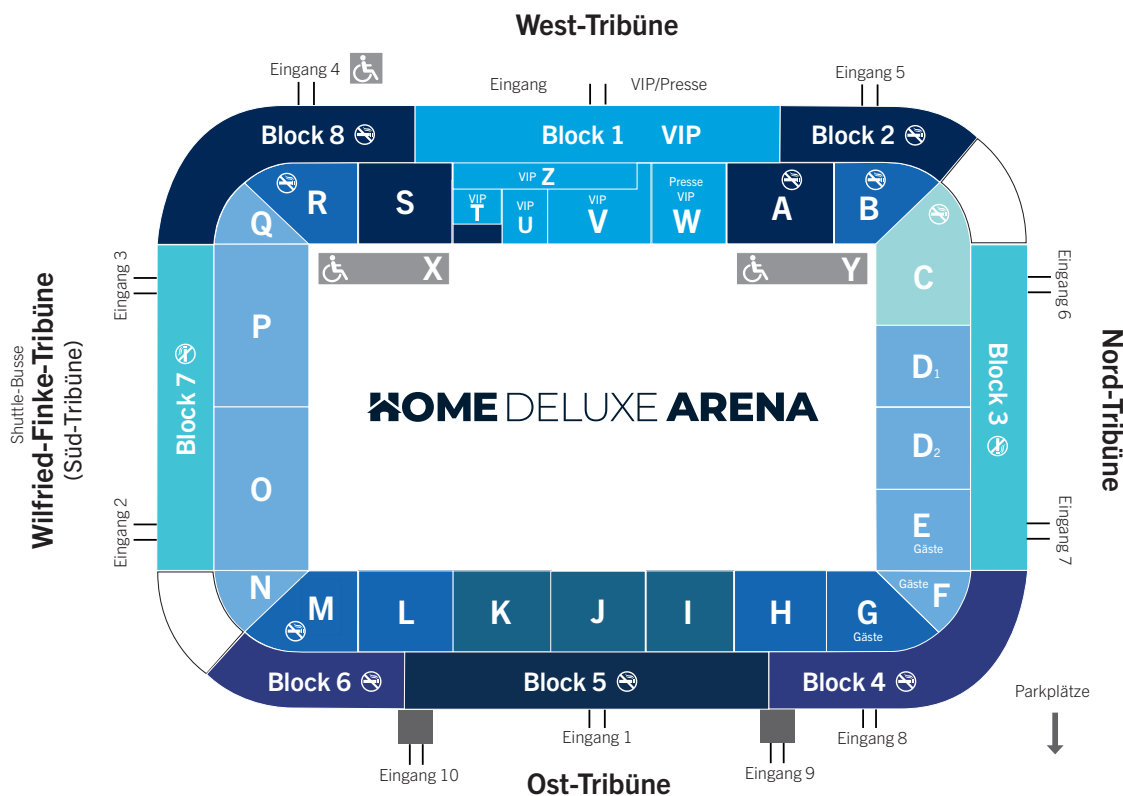 West-Tribüne
Eingang 4
Eingang VIP/Presse
Eingang 5
Block 8
Block 1 VIP
Block 2
Q
R
S
VIP Z
VIP
T
VIP
U
VIP
V
Presse
VIP
W
A
B
C
X
Y
Eingang 3
Eingang 2
Shuttle-Busse
Wilfried-Finke-Tribüne
(Süd-Tribüne)
Block 7
P
O
HOME DELUXE ARENA
D1
D2
E
Gäste
Block 3
Eingang 6
Eingang 7
Nord-Tribüne
N
M
L
K
J
I
H
G
Gäste
Gäste F
Block 6
Block 5
Block 4
Parkplätze
Eingang 10
Eingang 1
Eingang 9
Eingang 8
Ost-Tribüne